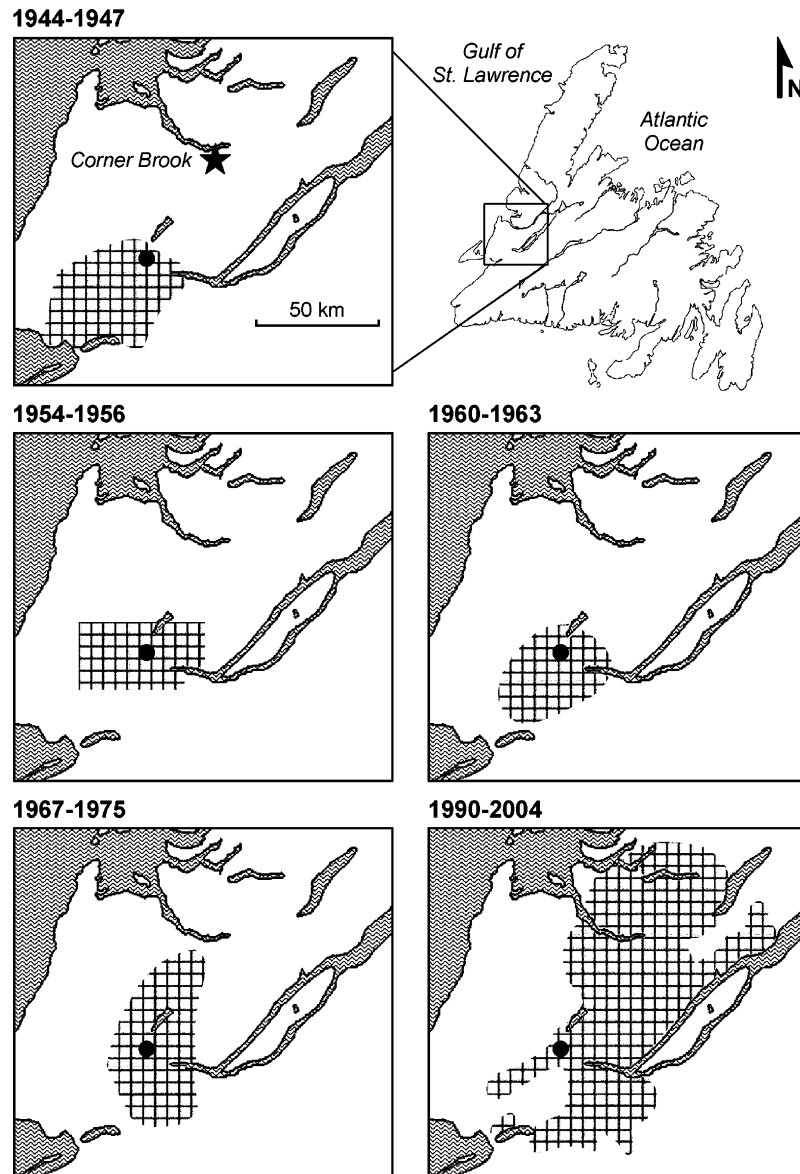 1944-1947
Gulf of
St. Lawrence
Atlantic
Ocean
N
Corner Brook
50 km
1954-1956
1960-1963
1967-1975
1990-2004